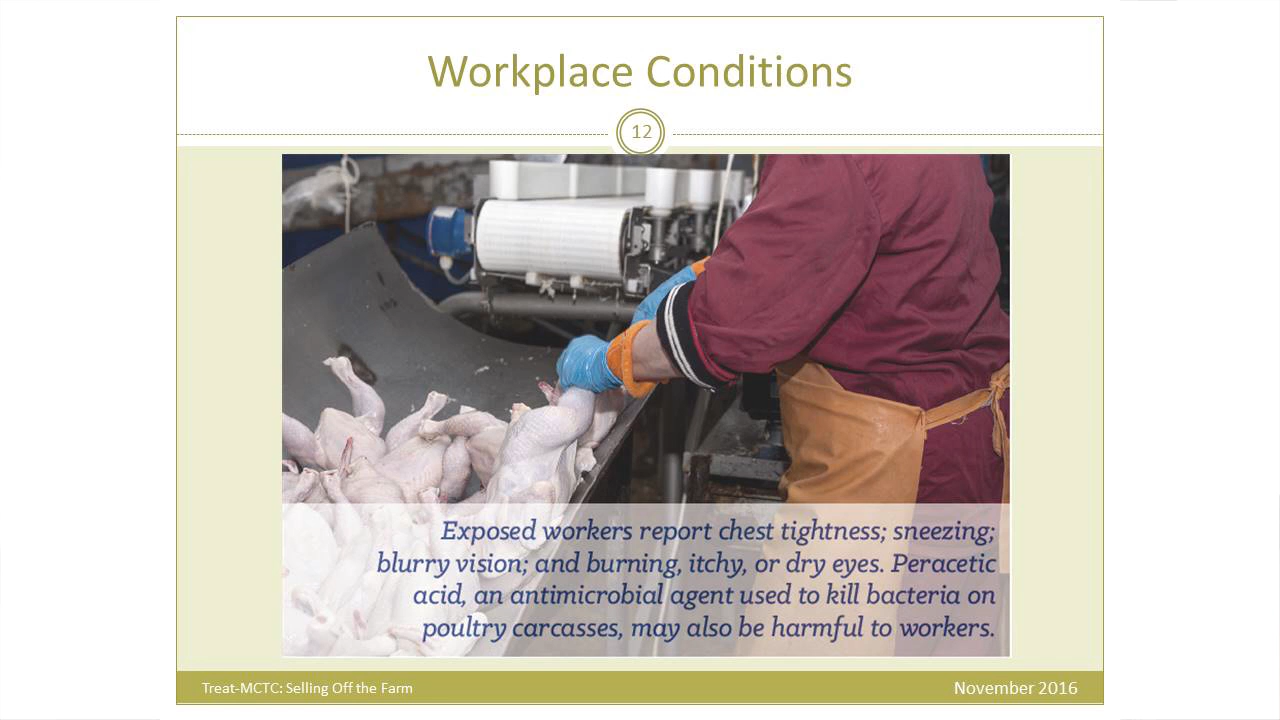 Workplace Conditions
12
Exposed workers report chest tightness; sneezing;
blurry vision; and burning, itchy, or dry eyes. Peracetic
acid, an antimicrobial agent used to kill bacteria on
poultry carcasses, may also be harmful to workers.
Treat-MCTC: Selling Off the Farm
November 2016